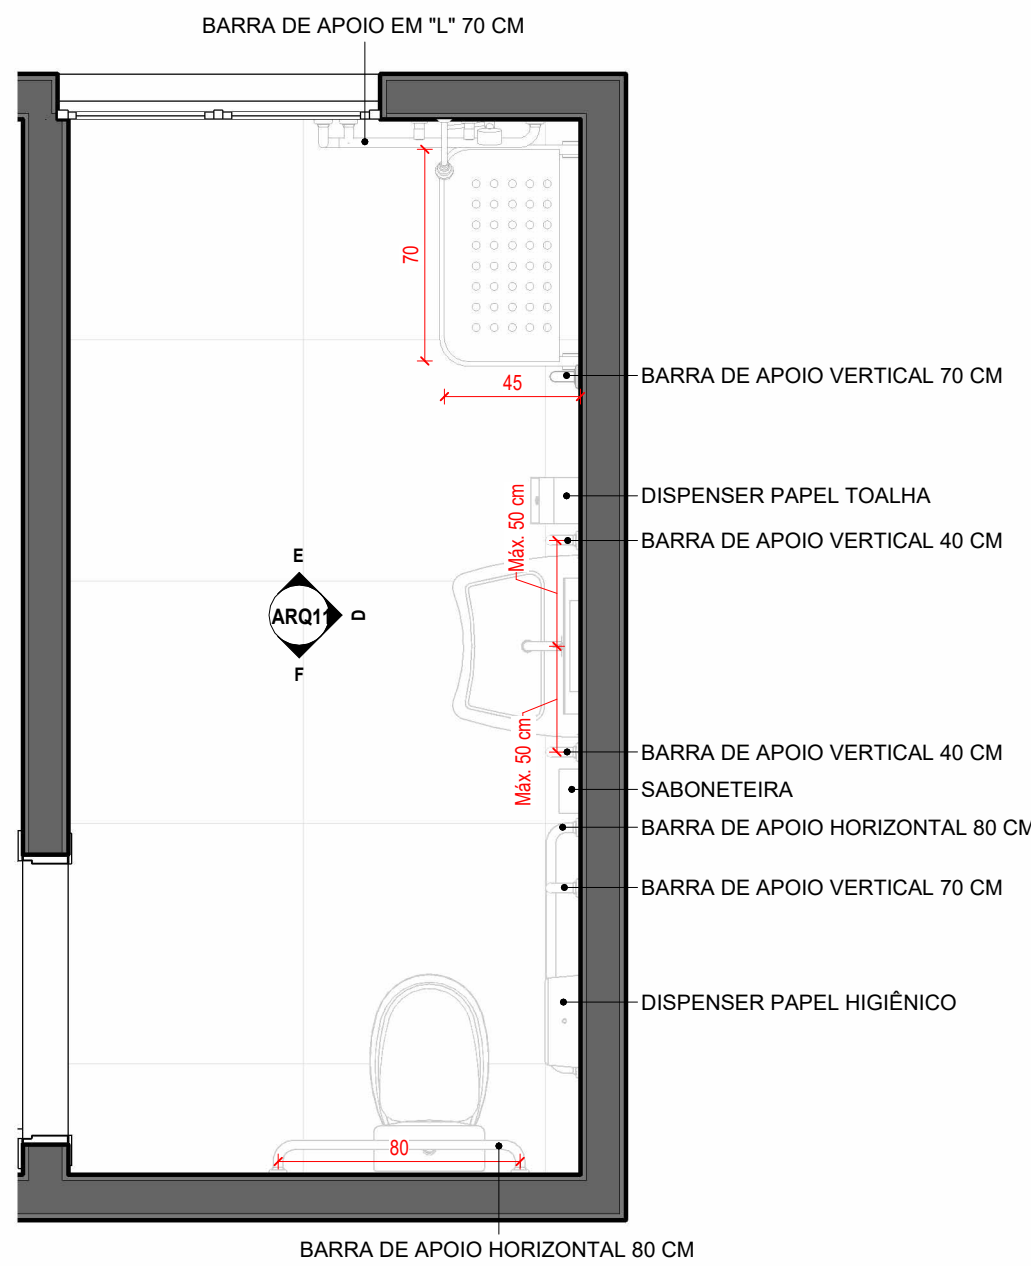 BARRA DE APOIO EM "L" 70 CM
70
45
BARRA DE APOIO VERTICAL 70 CM
DISPENSER PAPEL TOALHA
Máx. 50 cm
BARRA DE APOIO VERTICAL 40 CM
E
ARQ11
D
F
Máx. 50 cm
BARRA DE APOIO VERTICAL 40 CM
SABONETEIRA
BARRA DE APOIO HORIZONTAL 80 CM
BARRA DE APOIO VERTICAL 70 CM
DISPENSER PAPEL HIGIÊNICO
80
BARRA DE APOIO HORIZONTAL 80 CM